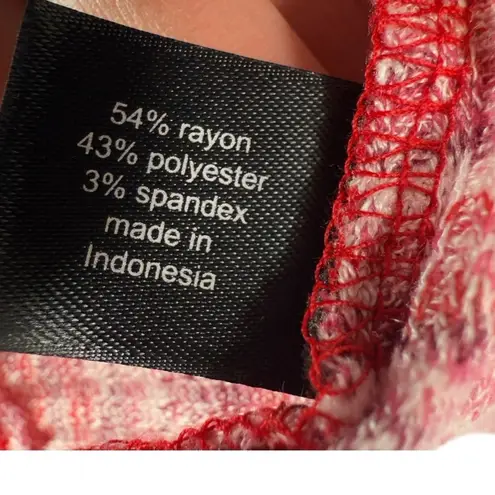 54% rayon
43% polyester
3% spandex
made in
Indonesia